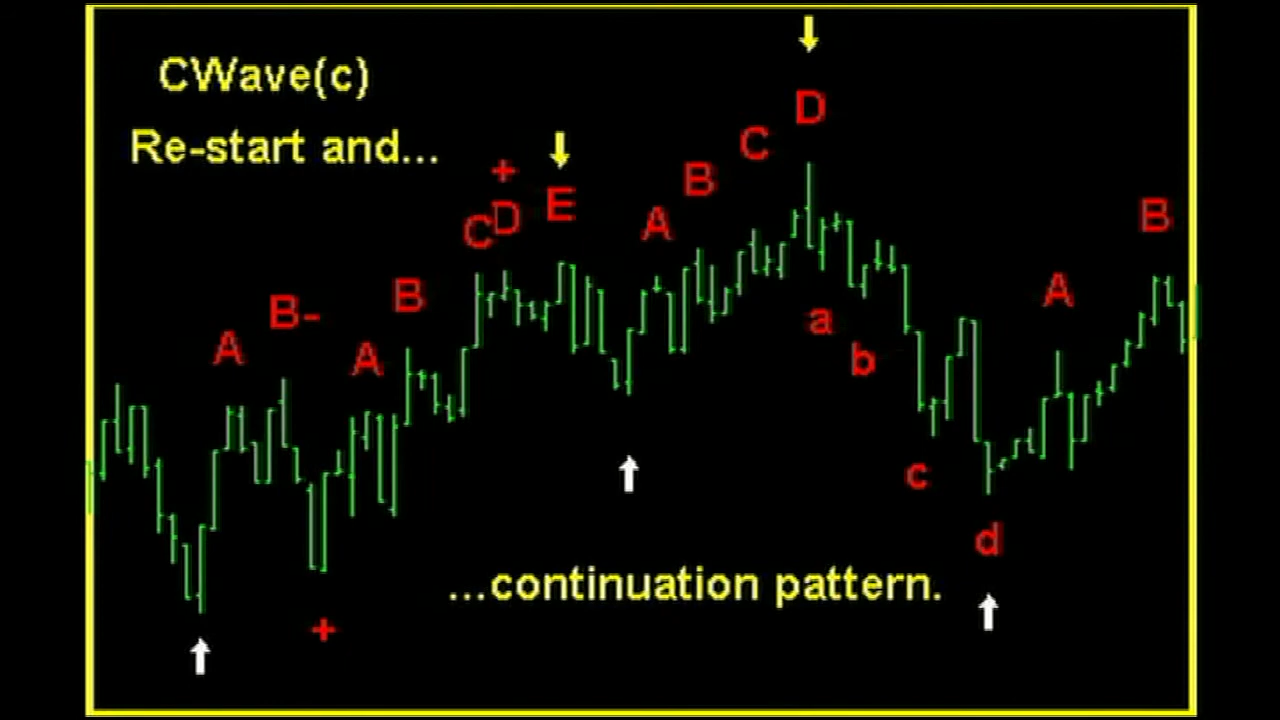 CWave(c)
Re-start and...
D
C
+
B
C D E
A
B
B
B-
A
B
A
A
a
b
c
d
...continuation pattern.
+